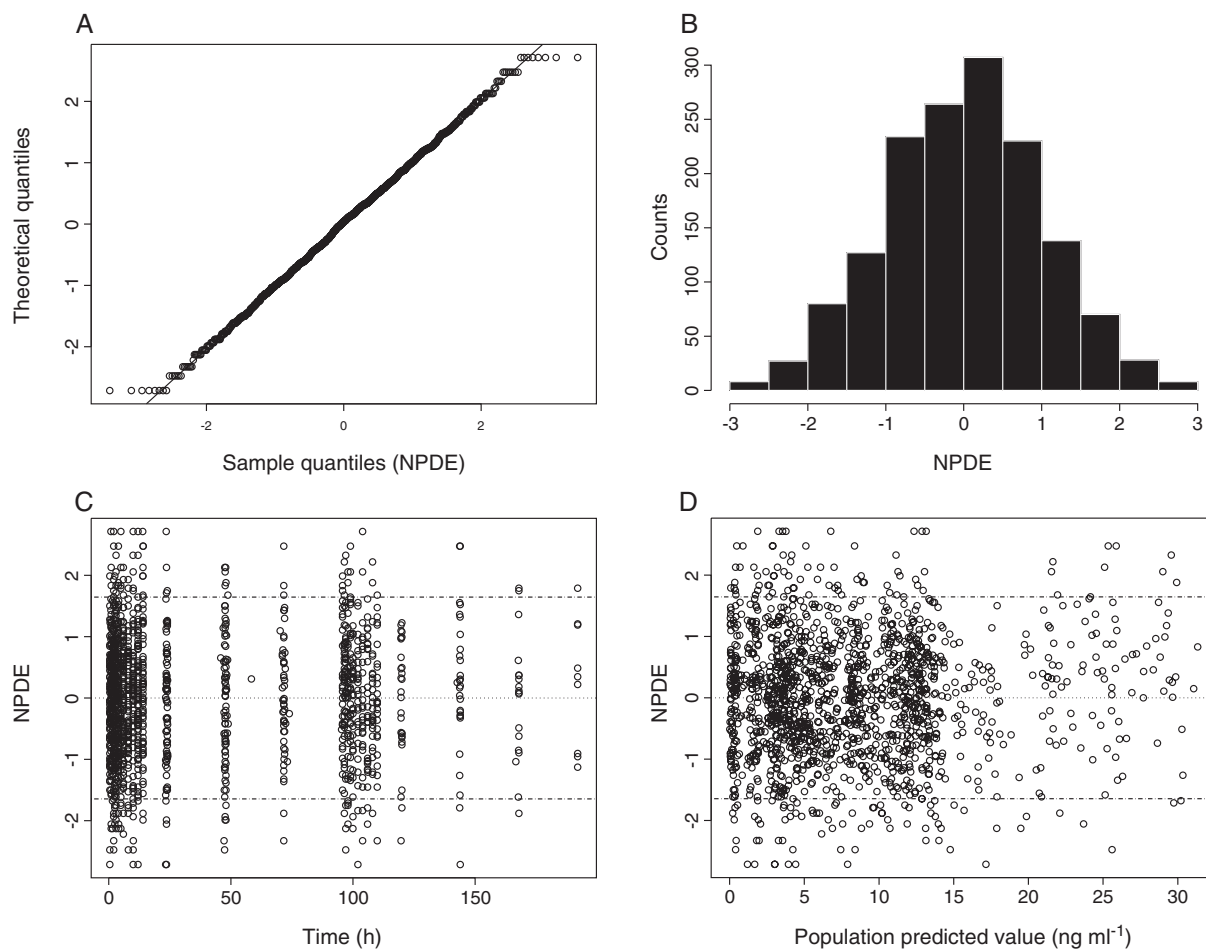 A
Theoretical quantiles
2
1
0
-1
-2
-2 0 2
Sample quantiles (NPDE)
B
Counts
300
250
200
150
100
50
0
-3 -2 -1 0 1 2 3
NPDE
C
NPDE
2
1
0
-1
-2
0 50 100 150
Time (h)
D
NPDE
2
1
0
-1
-2
0 5 10 15 20 25 30
Population predicted value (ng ml⁻¹)